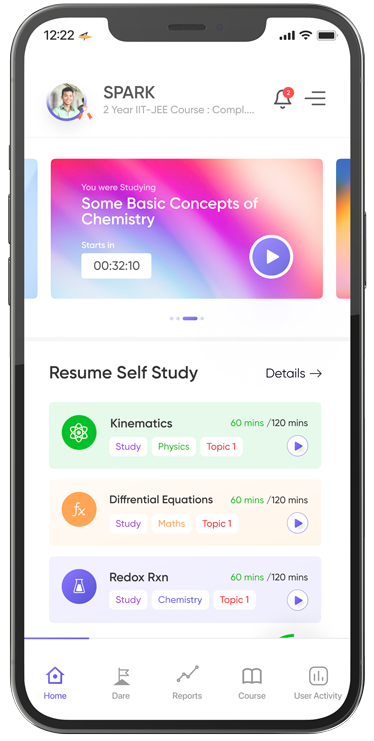 12:22
SPARK
2 Year IIT-JEE Course : Compl....
2
You were Studying
Some Basic Concepts of
Chemistry
Starts in
00:32:10
Resume Self Study
Details →
Kinematics
60 mins /120 mins
Study Physics Topic 1
fx
Diffrential Equations
60 mins /120 mins
Study Maths Topic 1
Redox Rxn
60 mins /120 mins
Study Chemistry Topic 1
Home Dare Reports Course User Activity